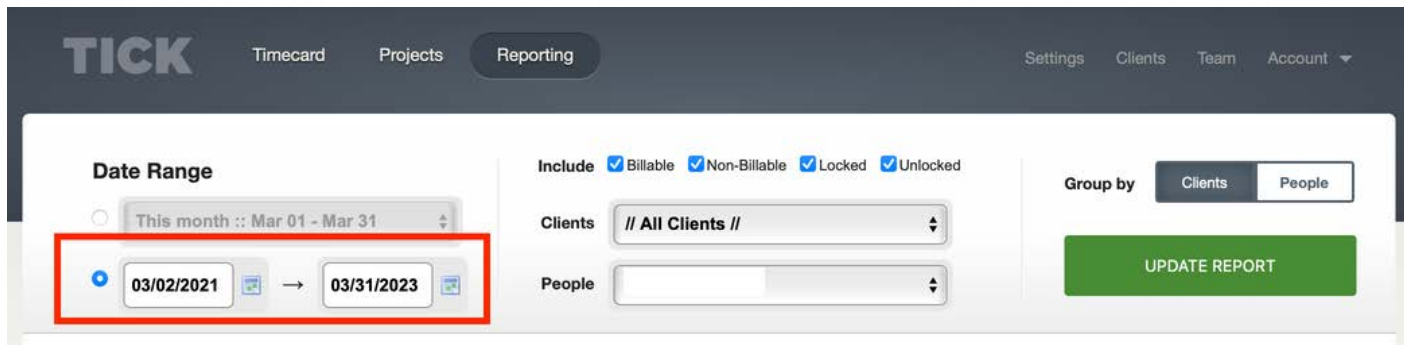 TICK Timecard Projects Reporting Settings Clients Team Account
Date Range
This month :: Mar 01 - Mar 31
03/02/2021 → 03/31/2023
Include Billable Non-Billable Locked Unlocked
Clients // All Clients //
People
Group by Clients People
UPDATE REPORT